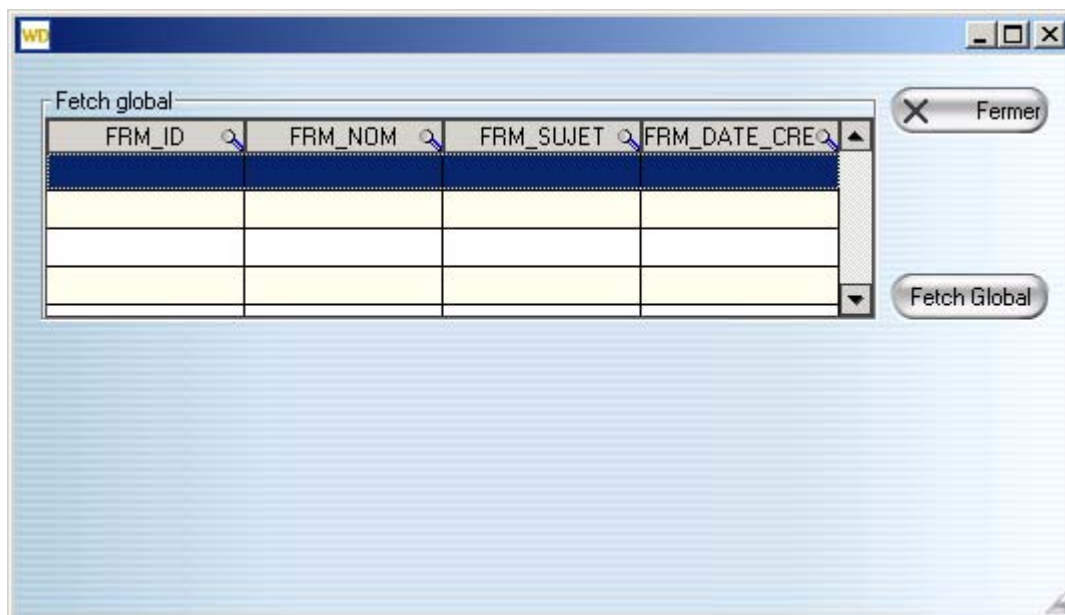 WD
Fetch global
Fermer
FRM_ID FRM_NOM FRM_SUJET FRM_DATE_CRE
Fetch Global